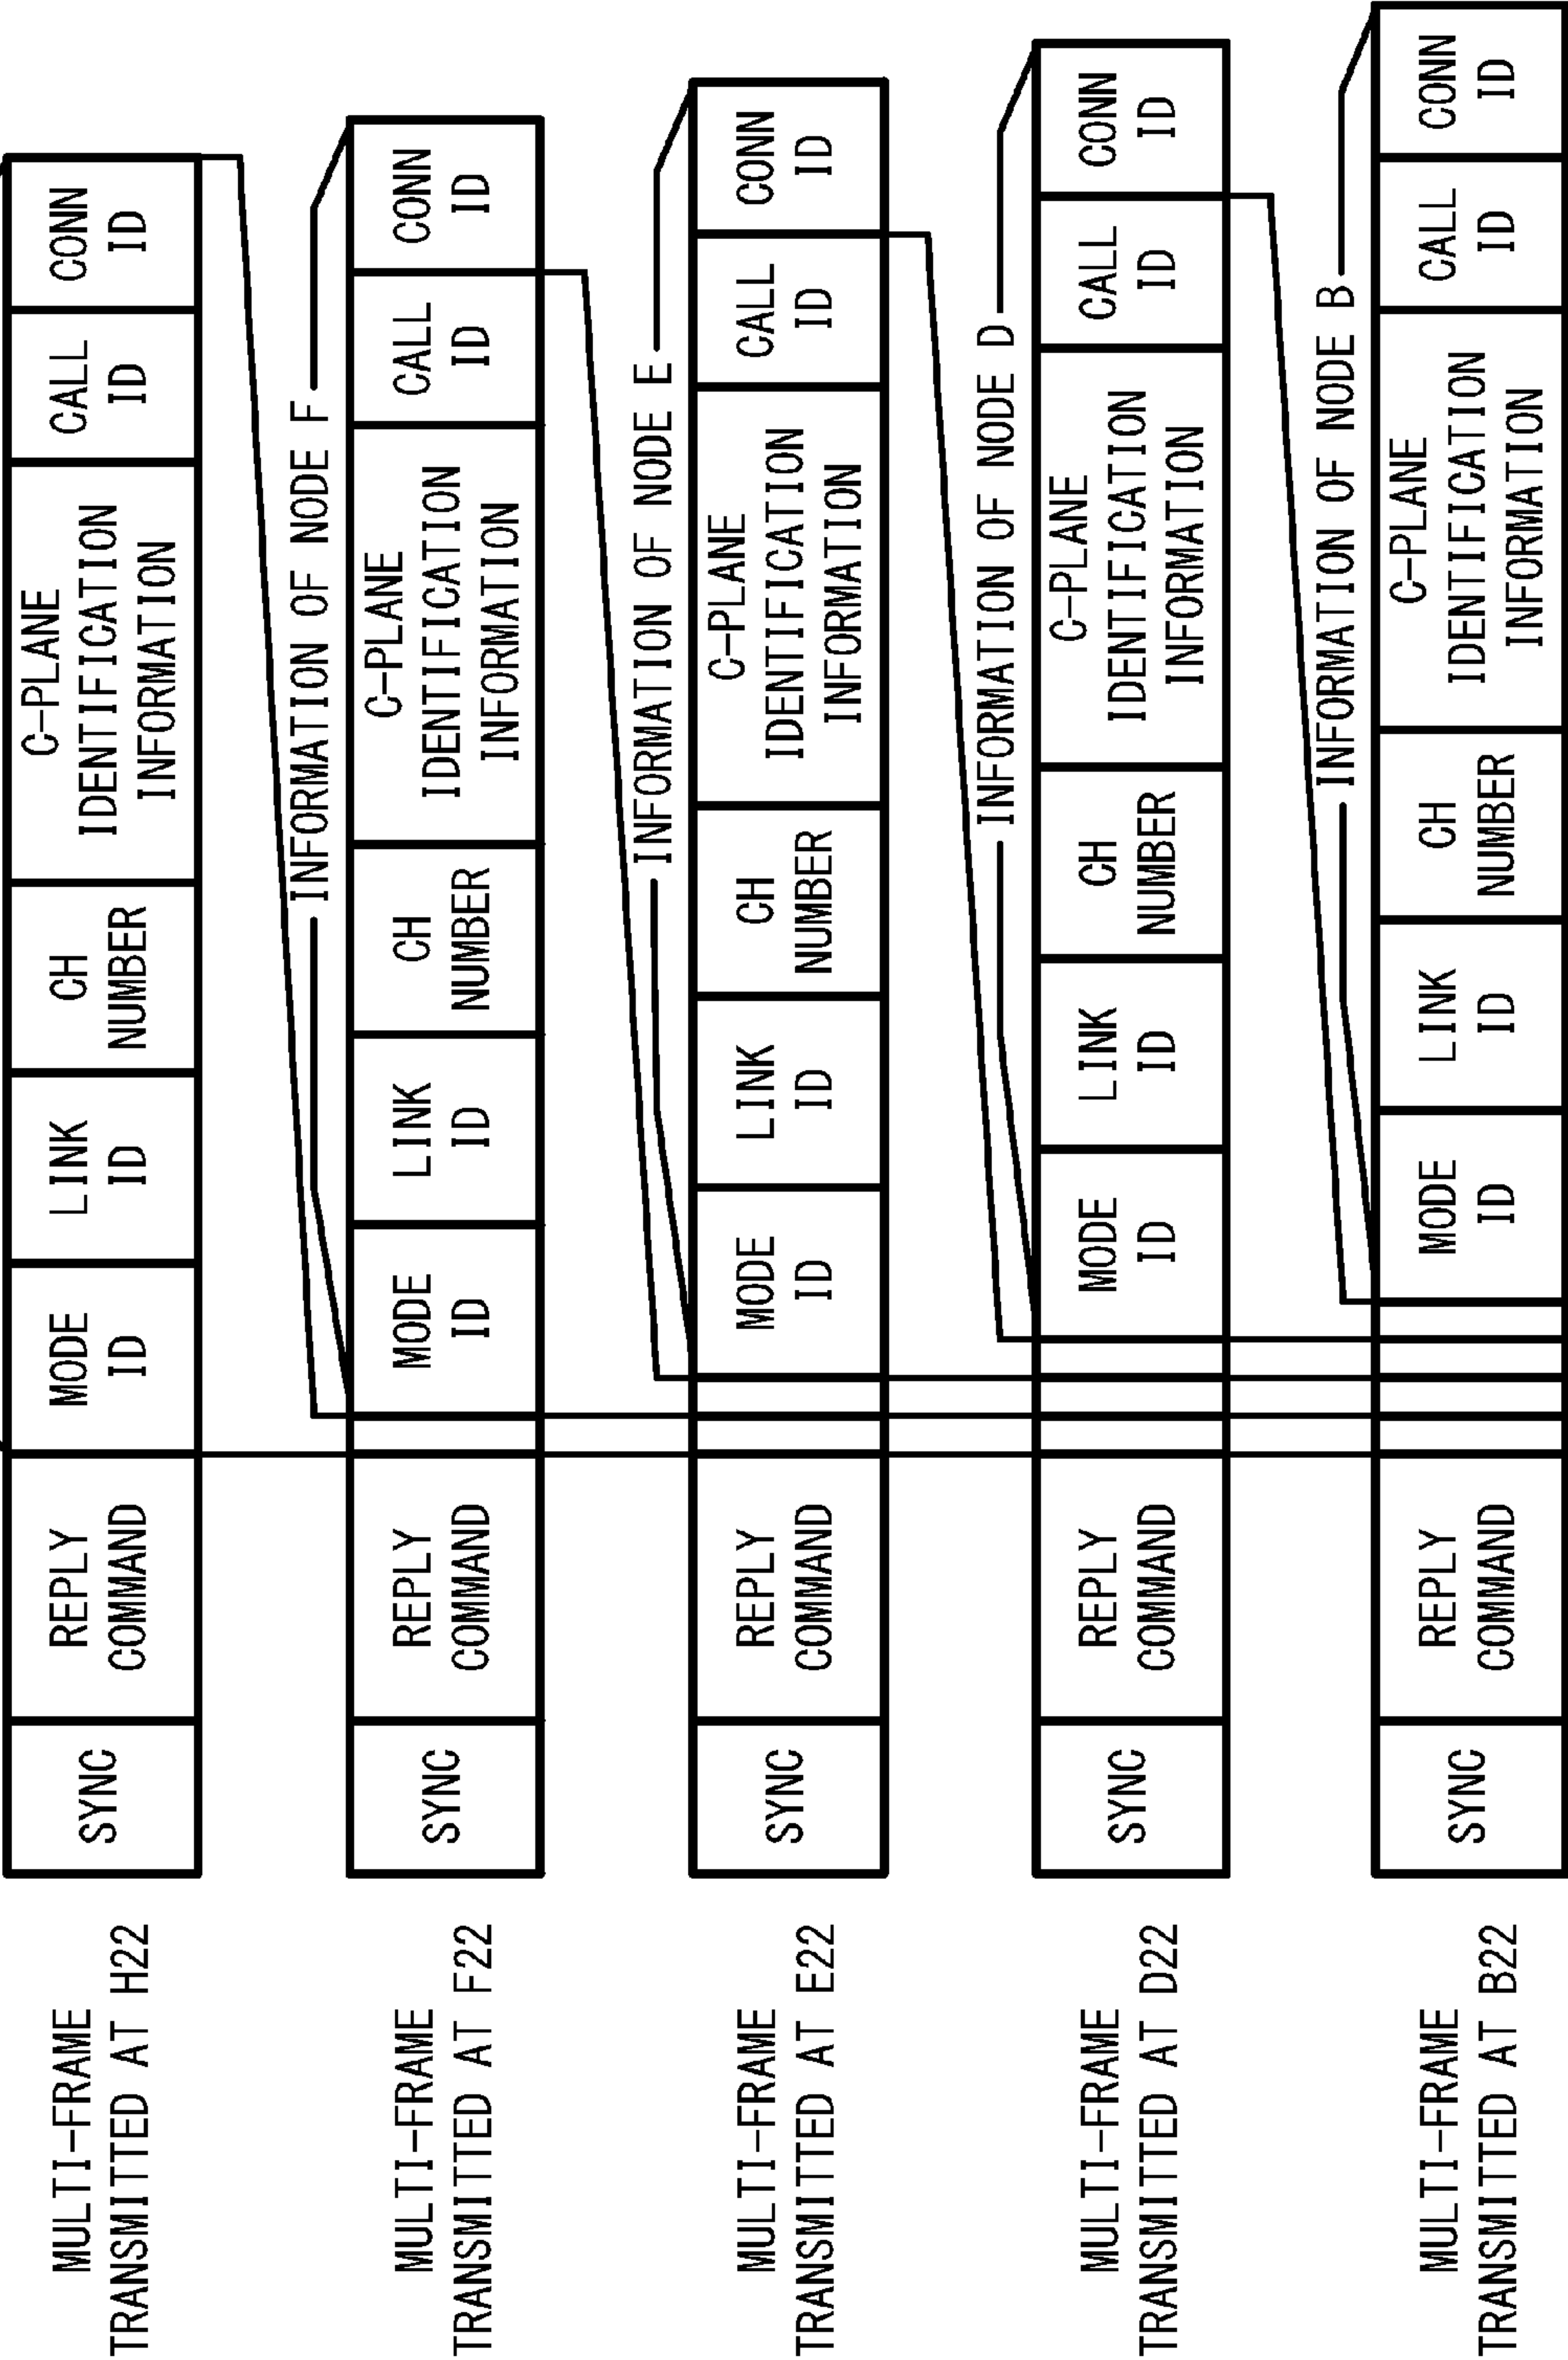 MULTI-FRAME
TRANSMITTED AT H22
SYNC
REPLY
COMMAND
MODE
ID
LINK
ID
CH
NUMBER
C-PLANE
IDENTIFICATION
INFORMATION
CALL
ID
CONN
ID
INFORMATION OF NODE F
MULTI-FRAME
TRANSMITTED AT F22
SYNC
REPLY
COMMAND
MODE
ID
LINK
ID
CH
NUMBER
C-PLANE
IDENTIFICATION
INFORMATION
CALL
ID
CONN
ID
INFORMATION OF NODE E
MULTI-FRAME
TRANSMITTED AT E22
SYNC
REPLY
COMMAND
MODE
ID
LINK
ID
CH
NUMBER
C-PLANE
IDENTIFICATION
INFORMATION
CALL
ID
CONN
ID
INFORMATION OF NODE D
MULTI-FRAME
TRANSMITTED AT D22
SYNC
REPLY
COMMAND
MODE
ID
LINK
ID
CH
NUMBER
C-PLANE
IDENTIFICATION
INFORMATION
CALL
ID
CONN
ID
INFORMATION OF NODE B
MULTI-FRAME
TRANSMITTED AT B22
SYNC
REPLY
COMMAND
MODE
ID
LINK
ID
CH
NUMBER
C-PLANE
IDENTIFICATION
INFORMATION
CALL
ID
CONN
ID